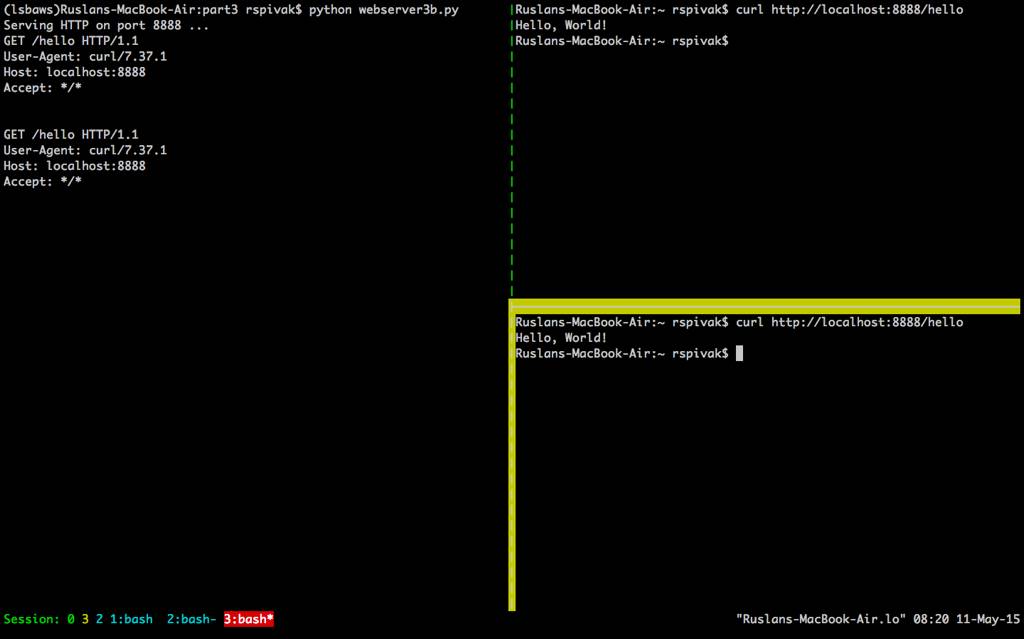 (lsbaws)Ruslans-MacBook-Air:part3 rspivak$ python webserver3b.py
Serving HTTP on port 8888 ...
GET /hello HTTP/1.1
User-Agent: curl/7.37.1
Host: localhost:8888
Accept: */*
GET /hello HTTP/1.1
User-Agent: curl/7.37.1
Host: localhost:8888
Accept: */*
Ruslans-MacBook-Air:~ rspivak$ curl http://localhost:8888/hello
Hello, World!
Ruslans-MacBook-Air:~ rspivak$
Ruslans-MacBook-Air:~ rspivak$ curl http://localhost:8888/hello
Hello, World!
Ruslans-MacBook-Air:~ rspivak$
Session: 0 3 2 1:bash  2:bash- 3:bash* "Ruslans-MacBook-Air.lo" 08:20 11-May-15